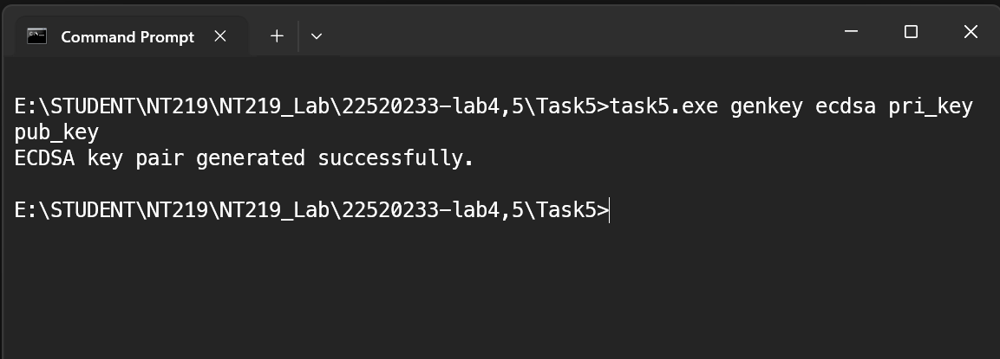 Command Prompt
E:\STUDENT\NT219\NT219_Lab\22520233-lab4,5\Task5>task5.exe genkey ecdsa pri_key
pub_key
ECDSA key pair generated successfully.
E:\STUDENT\NT219\NT219_Lab\22520233-lab4,5\Task5>